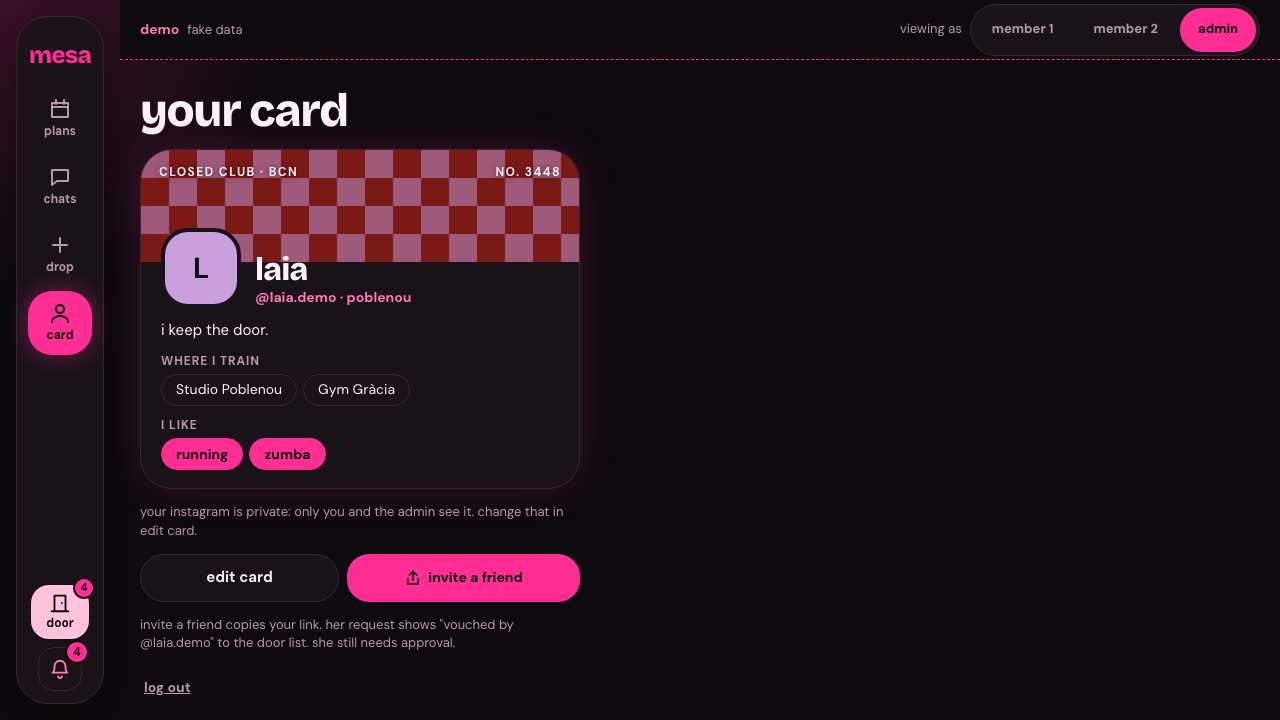 mesa
plans
chats
drop
card
4
door
4
demo fake data
viewing as member 1 member 2 admin
your card
CLOSED CLUB · BCN NO. 3448
L
laia
@laia.demo · poblenou
i keep the door.
WHERE I TRAIN
Studio Poblenou Gym Gràcia
I LIKE
running zumba
your instagram is private: only you and the admin see it. change that in
edit card.
edit card invite a friend
invite a friend copies your link. her request shows "vouched by
@laia.demo" to the door list. she still needs approval.
log out